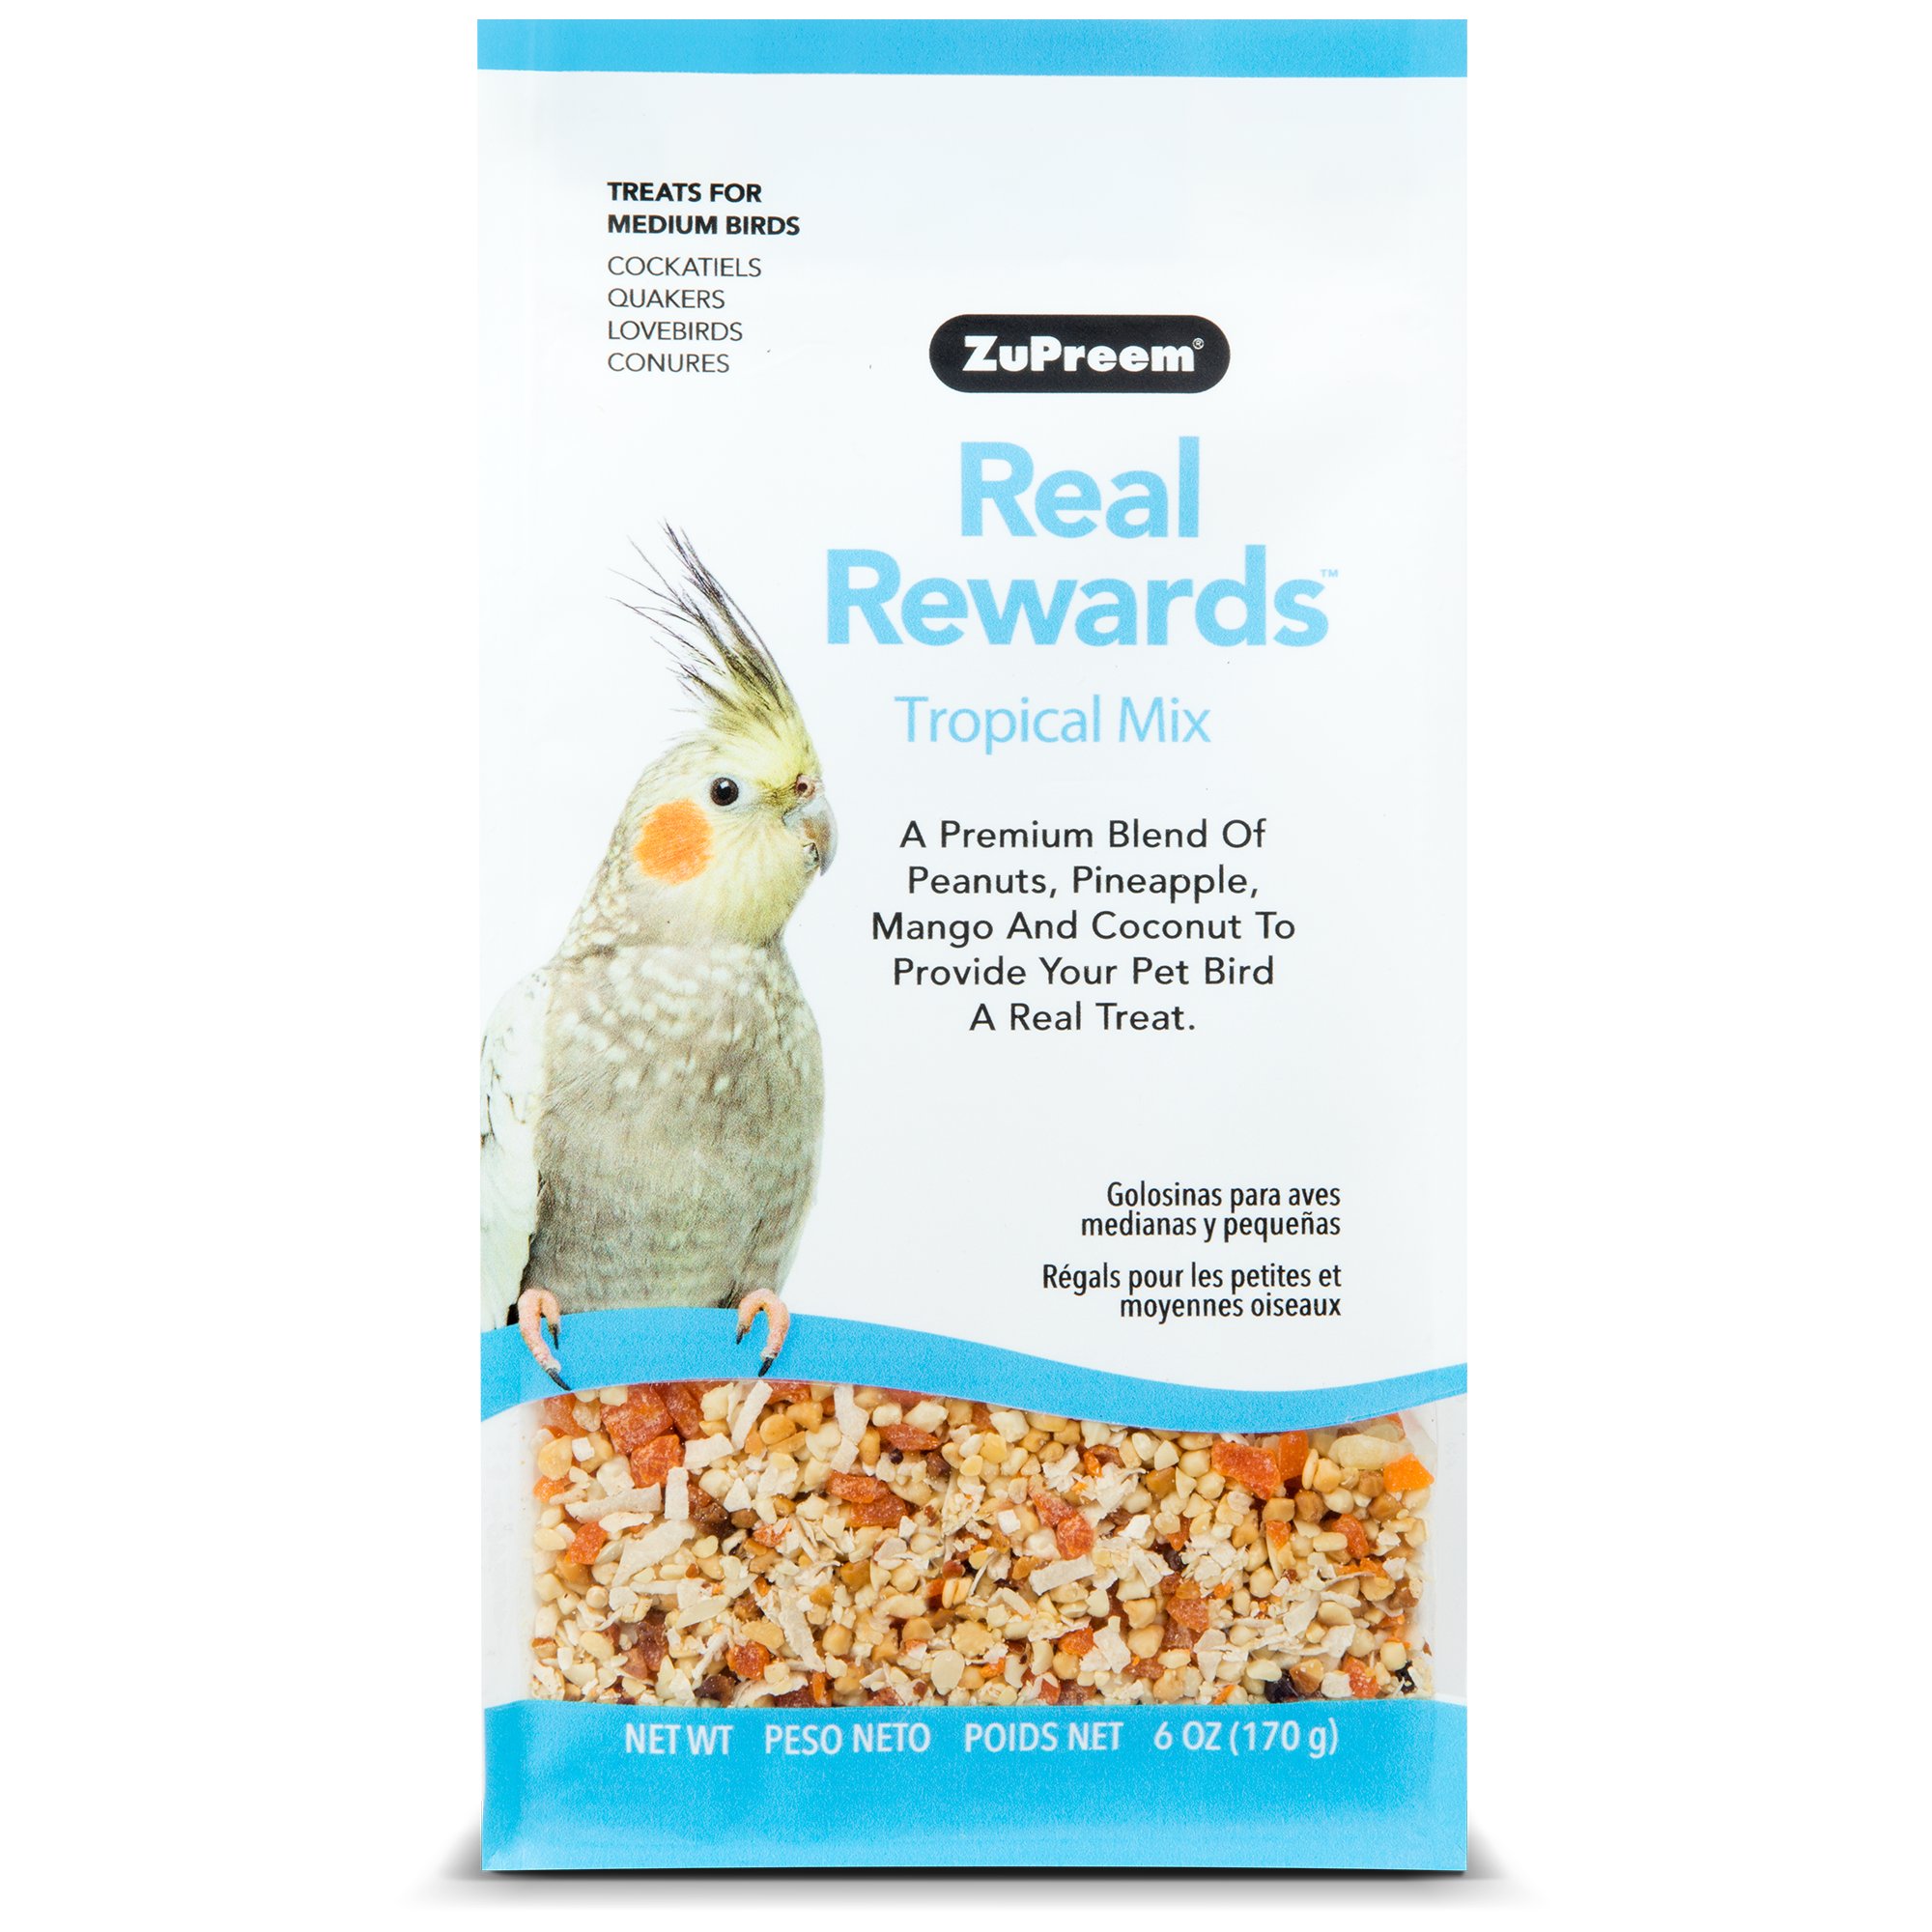 TREATS FOR
MEDIUM BIRDS
COCKATIELS
QUAKERS
LOVEBIRDS
CONURES
ZuPreem®
Real
Rewards™
Tropical Mix
A Premium Blend Of
Peanuts, Pineapple,
Mango And Coconut To
Provide Your Pet Bird
A Real Treat.
Golosinas para aves
medianas y pequeñas
Régals pour les petites et
moyennes oiseaux
NET WT PESO NETO POIDS NET 6 OZ (170 g)